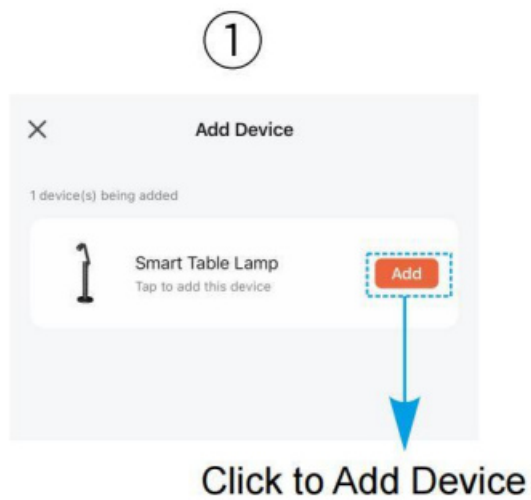 1
Add Device
1 device(s) being added
Smart Table Lamp
Add
Tap to add this device
Click to Add Device